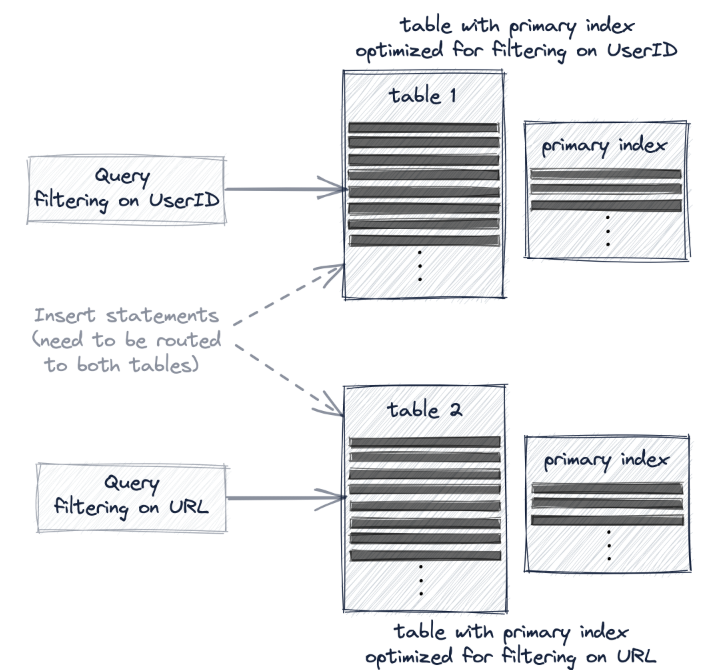 table with primary index
optimized for filtering on UserID
table 1
primary index
Query
filtering on UserID
Insert statements
(need to be routed
to both tables)
table 2
primary index
Query
filtering on URL
table with primary index
optimized for filtering on URL